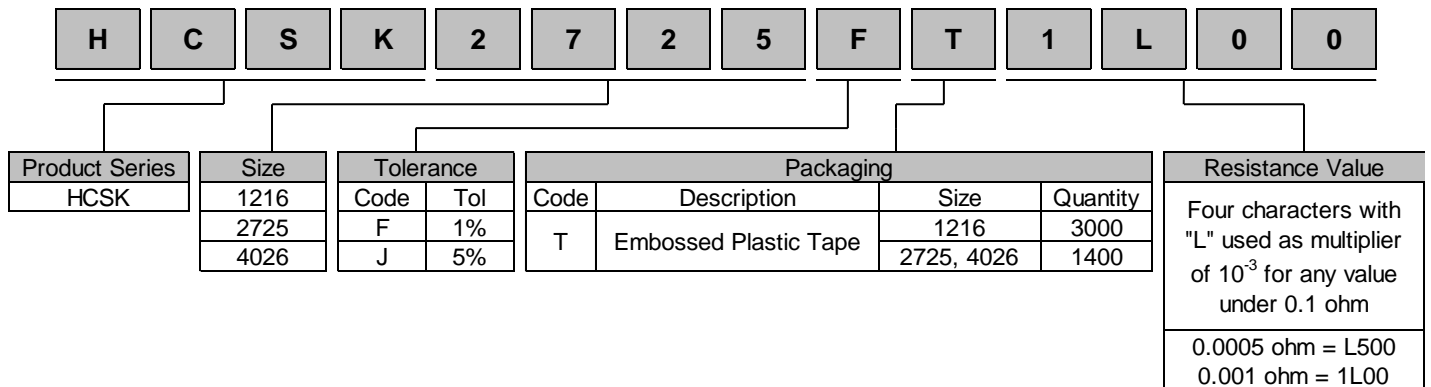 H C S K 2 7 2 5 F T 1 L 0 0
Product Series
HCSK
Size
1216
2725
4026
Tolerance
Code Tol
F 1%
J 5%
Packaging
Code Description Size Quantity
T Embossed Plastic Tape 1216 3000
2725, 4026 1400
Resistance Value
Four characters with
"L" used as multiplier
of 10⁻³ for any value
under 0.1 ohm
0.0005 ohm = L500
0.001 ohm = 1L00